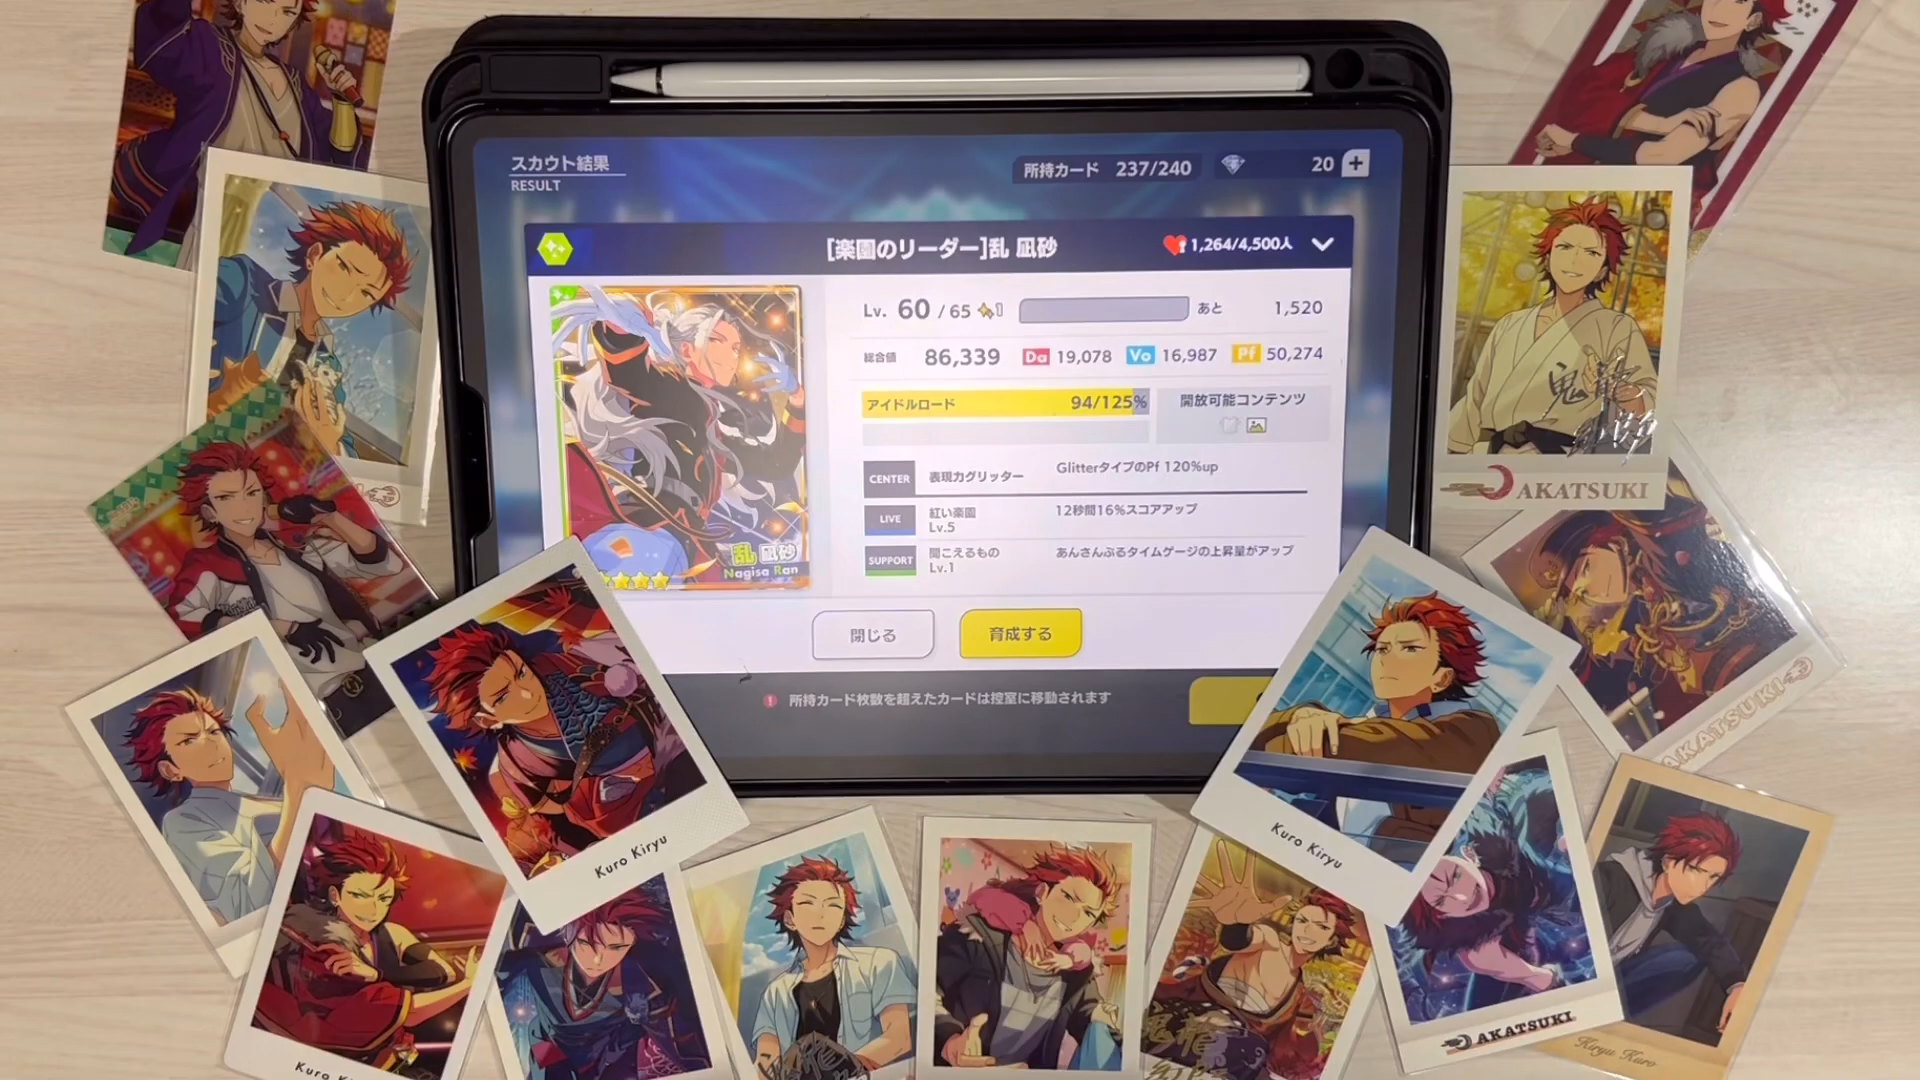 スカウト結果
RESULT
所持カード 237/240
20
[楽園のリーダー]乱 凪砂
1,264/4,500人
Lv. 60 / 65
1
あと 1,520
総合値 86,339 Da 19,078 Vo 16,987 Pf 50,274
アイドルロード 94/125%
開放可能コンテンツ
CENTER 表現力グリッター GlitterタイプのPf 120%up
LIVE 紅い楽園 Lv.5 12秒間16%スコアアップ
SUPPORT 聞こえるもの Lv.1 あんさんぶるタイムゲージの上昇量がアップ
乱 凪砂
Nagisa Ran
閉じる
育成する
所持カード枚数を超えたカードは控室に移動されます
鬼龍
AKATSUKI
AKATSUKI
Kuro Kiryu
Kuro Kiryu
AKATSUKI
Kiryu Kuro
Kuro